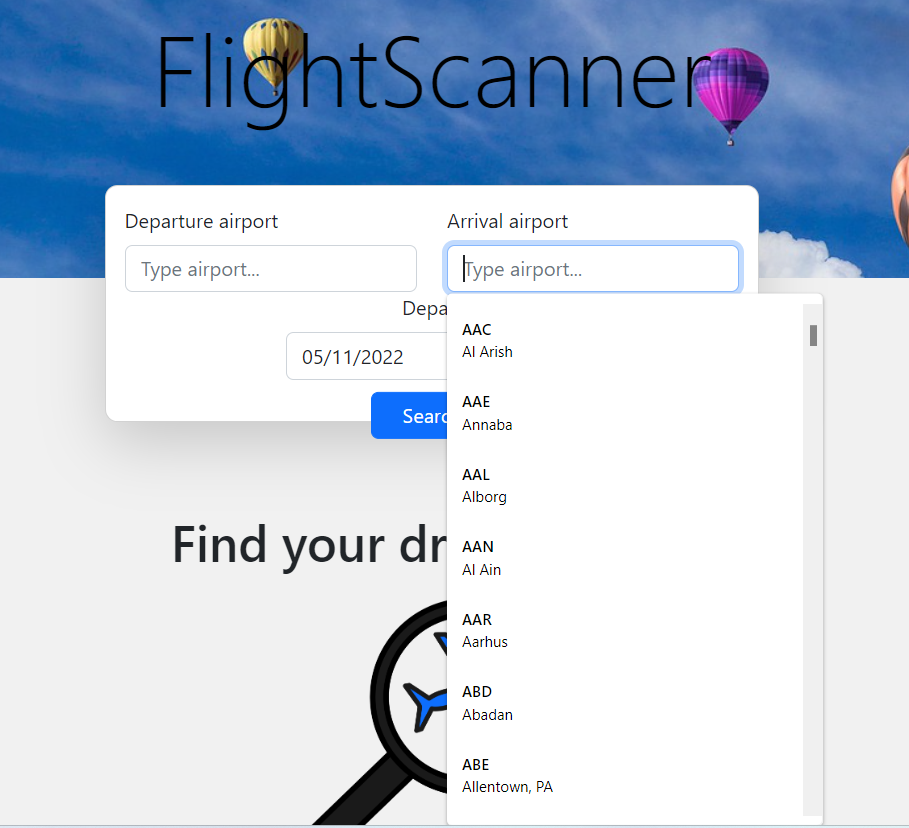 FlightScanner
Departure airport
Arrival airport
Type airport...
Type airport...
Depa
05/11/2022
Searc
AAC
Al Arish
AAE
Annaba
AAL
Alborg
AAN
Al Ain
AAR
Aarhus
ABD
Abadan
ABE
Allentown, PA
Find your dr